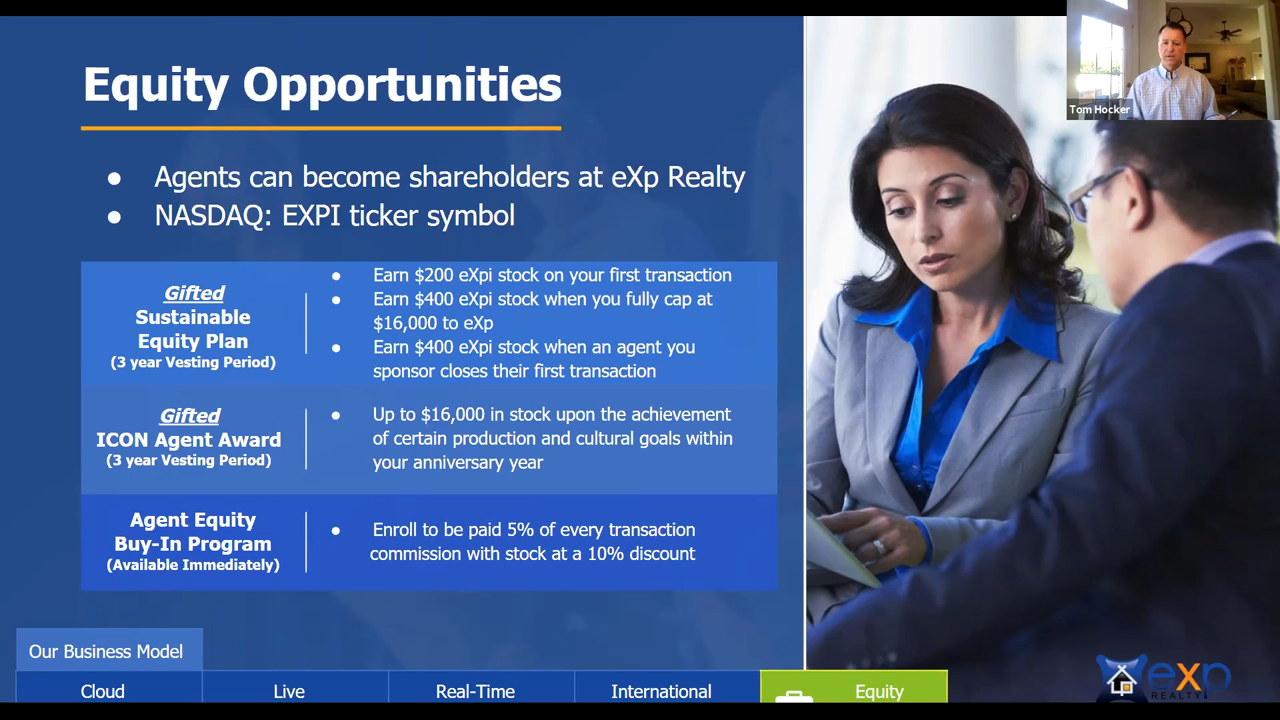 Equity Opportunities
● Agents can become shareholders at eXp Realty
● NASDAQ: EXPI ticker symbol
Gifted
Sustainable
Equity Plan
(3 year Vesting Period)
● Earn $200 eXpi stock on your first transaction
● Earn $400 eXpi stock when you fully cap at
$16,000 to eXp
● Earn $400 eXpi stock when an agent you
sponsor closes their first transaction
Gifted
ICON Agent Award
(3 year Vesting Period)
● Up to $16,000 in stock upon the achievement
of certain production and cultural goals within
your anniversary year
Agent Equity
Buy-In Program
(Available Immediately)
● Enroll to be paid 5% of every transaction
commission with stock at a 10% discount
Our Business Model
Cloud
Live
Real-Time
International
Equity
Tom Hocker
eXp
REALTY